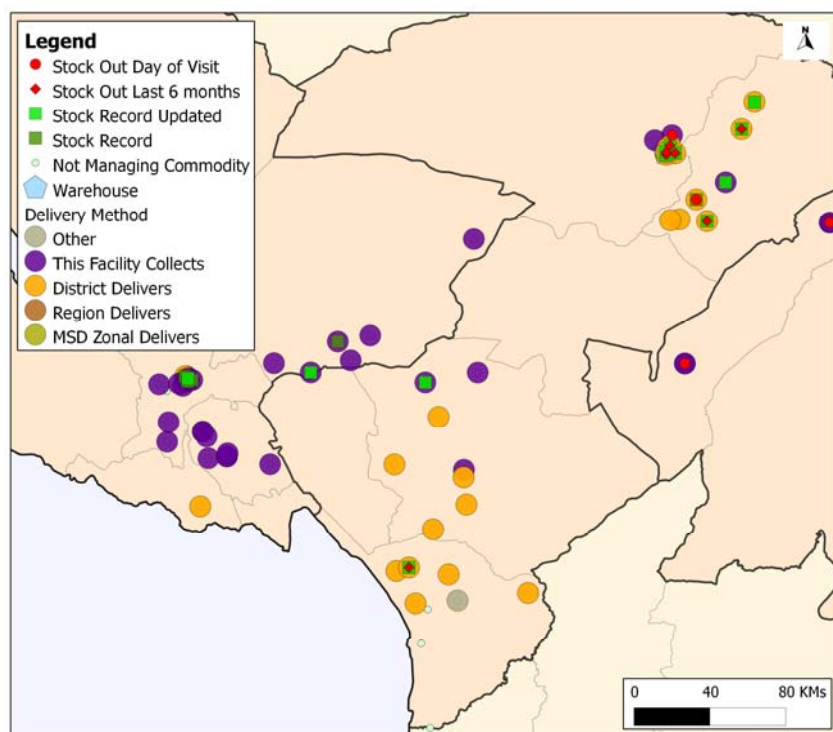 Legend
Stock Out Day of Visit
Stock Out Last 6 months
Stock Record Updated
Stock Record
Not Managing Commodity
Warehouse
Delivery Method
Other
This Facility Collects
District Delivers
Region Delivers
MSD Zonal Delivers
N
0 40 80 KMs